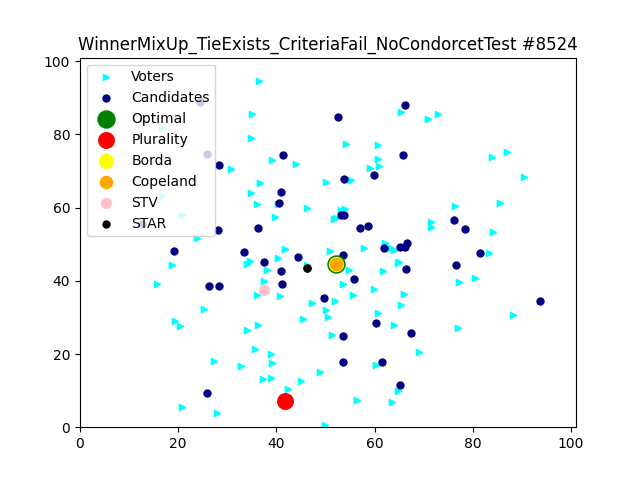 WinnerMixUp_TieExists_CriteriaFail_NoCondorcetTest #8524
100
80
60
40
20
0
Voters
Candidates
Optimal
Plurality
Borda
Copeland
STV
STAR
0 20 40 60 80 100